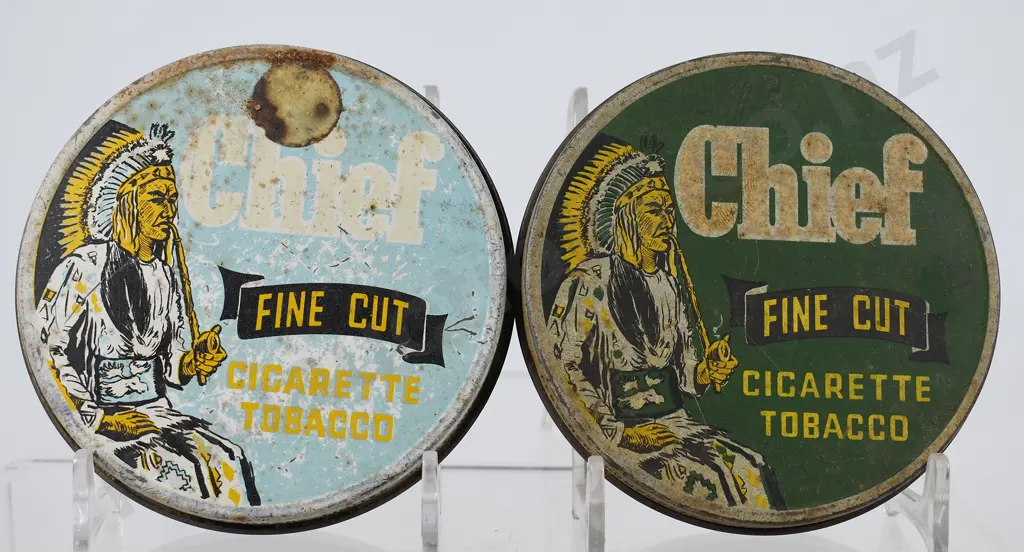 Chief
FINE CUT
CIGARETTE
TOBACCO
Chief
FINE CUT
CIGARETTE
TOBACCO